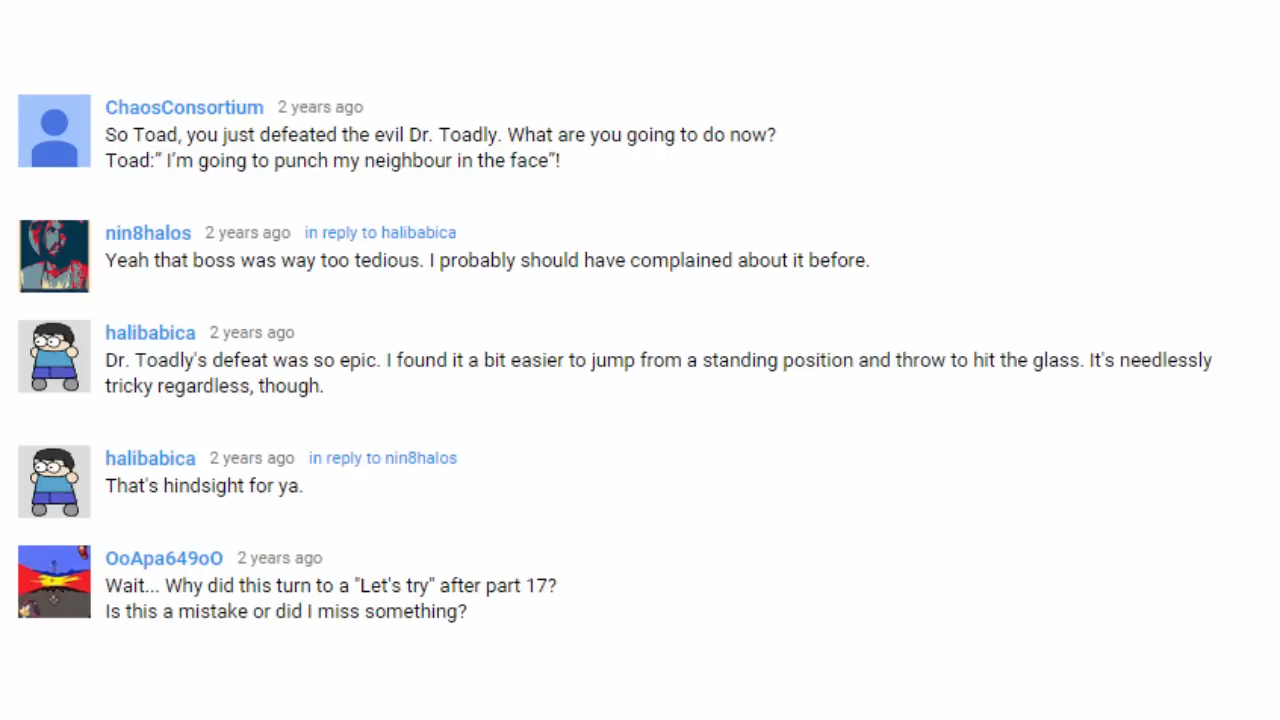 ChaosConsortium 2 years ago
So Toad, you just defeated the evil Dr. Toadly. What are you going to do now?
Toad:" I'm going to punch my neighbour in the face"!
nin8halos 2 years ago in reply to halibabica
Yeah that boss was way too tedious. I probably should have complained about it before.
halibabica 2 years ago
Dr. Toadly's defeat was so epic. I found it a bit easier to jump from a standing position and throw to hit the glass. It's needlessly
tricky regardless, though.
halibabica 2 years ago in reply to nin8halos
That's hindsight for ya.
OoApa649oO 2 years ago
Wait... Why did this turn to a "Let's try" after part 17?
Is this a mistake or did I miss something?